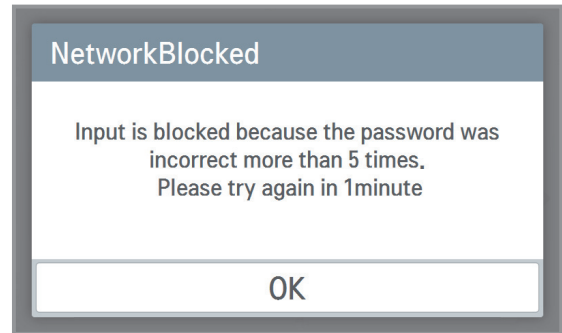 NetworkBlocked
Input is blocked because the password was
incorrect more than 5 times.
Please try again in 1minute
OK